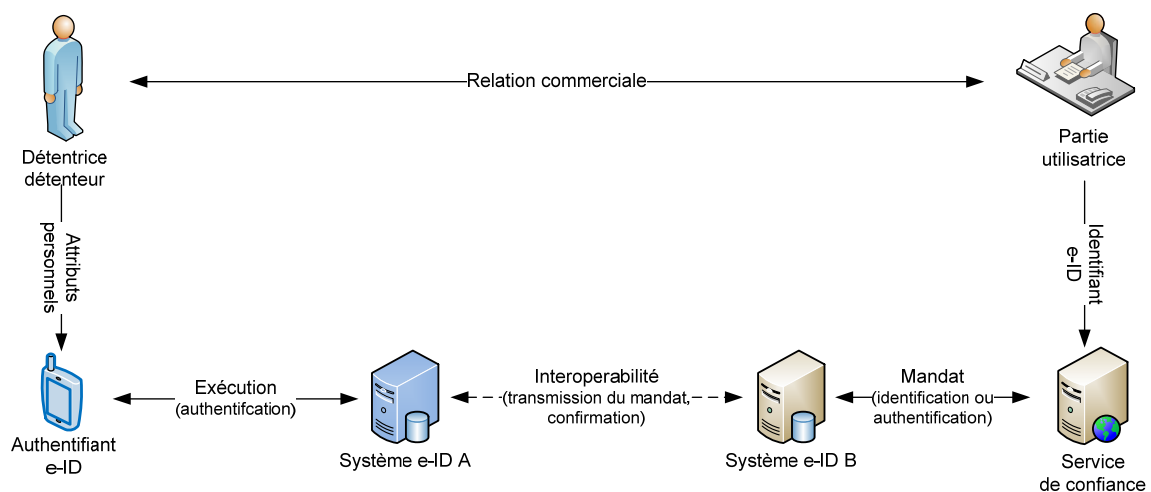 Relation commerciale
Détentrice
détenteur
Partie
utilisatrice
Attributs
personnels
Identifiant
e-ID
Exécution
(authentifcation)
Interoperabilité
(transmission du mandat,
confirmation)
Mandat
(identification ou
authentification)
Authentifiant
e-ID
Système e-ID A
Système e-ID B
Service
de confiance